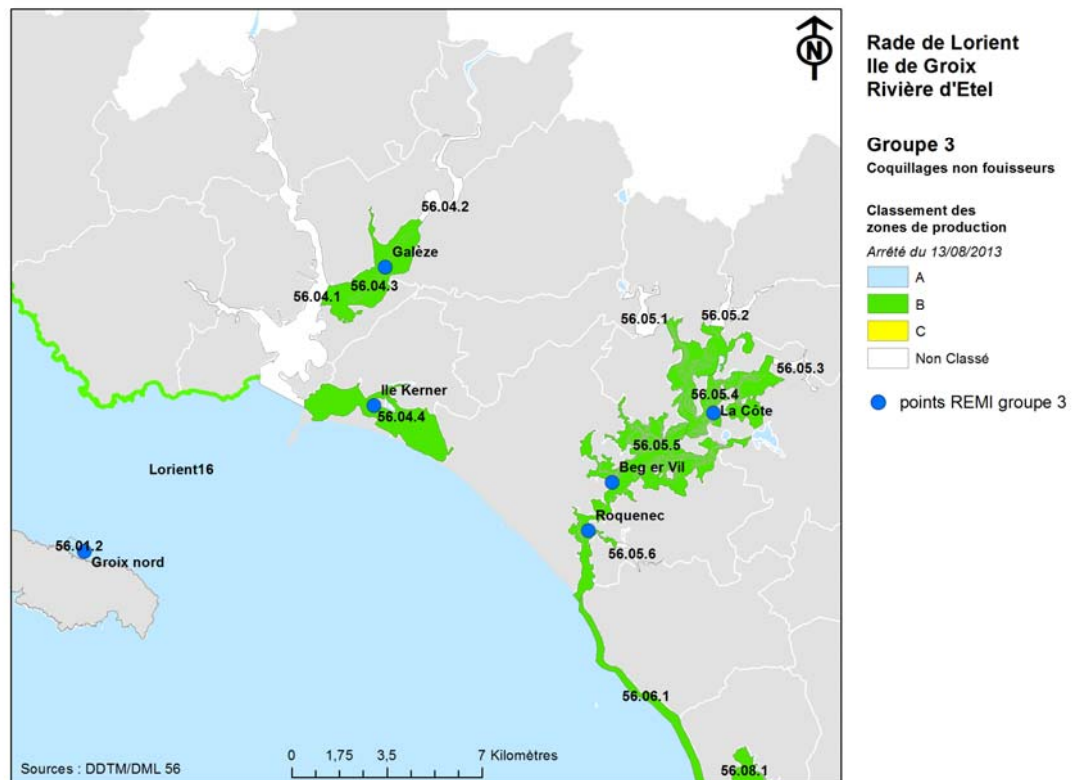 N
Rade de Lorient
Ile de Groix
Rivière d'Etel
Groupe 3
Coquillages non fouisseurs
Classement des
zones de production
Arrêté du 13/08/2013
A
B
C
Non Classé
points REMI groupe 3
56.04.2
Galèze
56.04.3
56.04.1
56.05.1
56.05.2
56.05.3
Ile Kerner
56.04.4
56.05.4
La Côte
56.05.5
Lorient16
Beg er Vil
Roquenec
56.01.2
Groix nord
56.05.6
56.06.1
56.08.1
0 1,75 3,5 7 Kilomètres
Sources : DDTM/DML 56